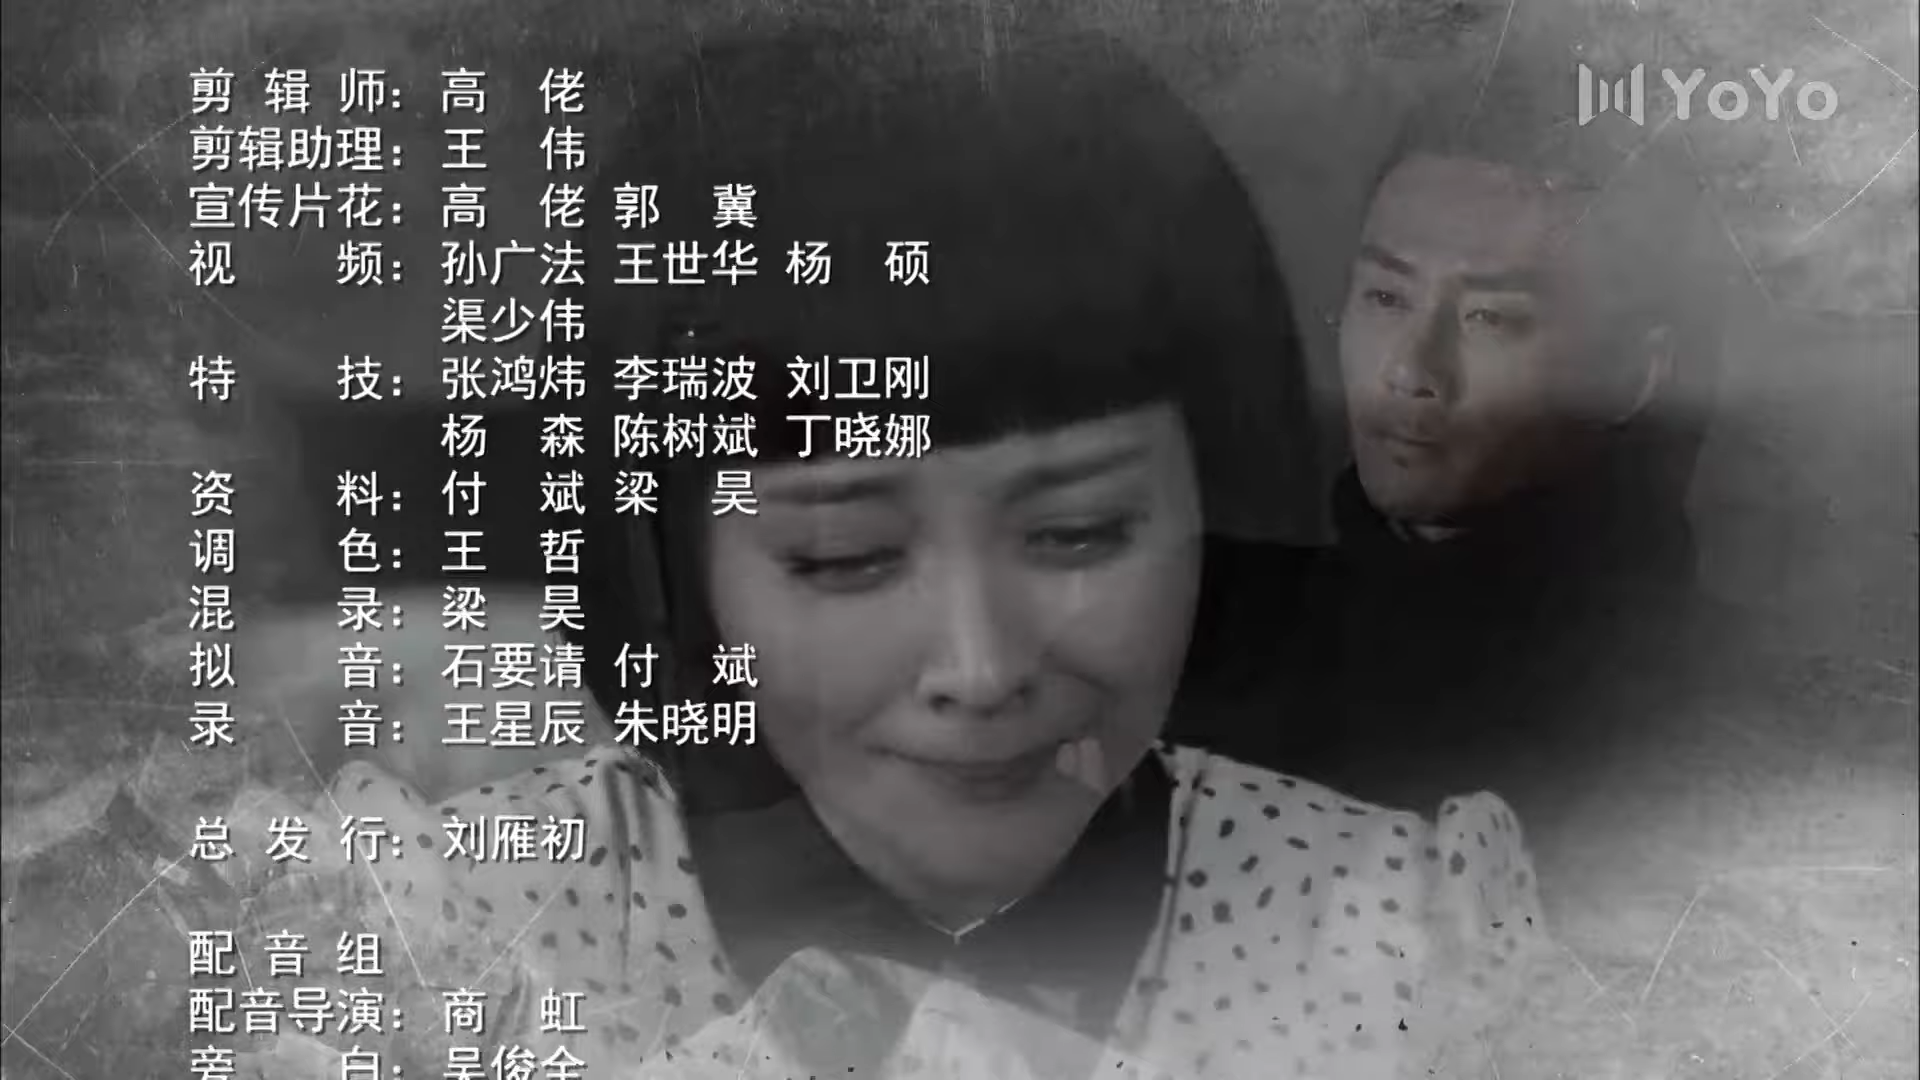 YoYo
剪辑师：高佬
剪辑助理：王伟
宣传片花：高佬 郭冀
视频：孙广法 王世华 杨硕
渠少伟
特技：张鸿炜 李瑞波 刘卫刚
杨森 陈树斌 丁晓娜
资料：付斌 梁昊
调色：王哲
混录：梁昊
拟音：石要请 付斌
录音：王星辰 朱晓明
总发行：刘雁初
配音组
配音导演：商虹
旁白：吴俊全